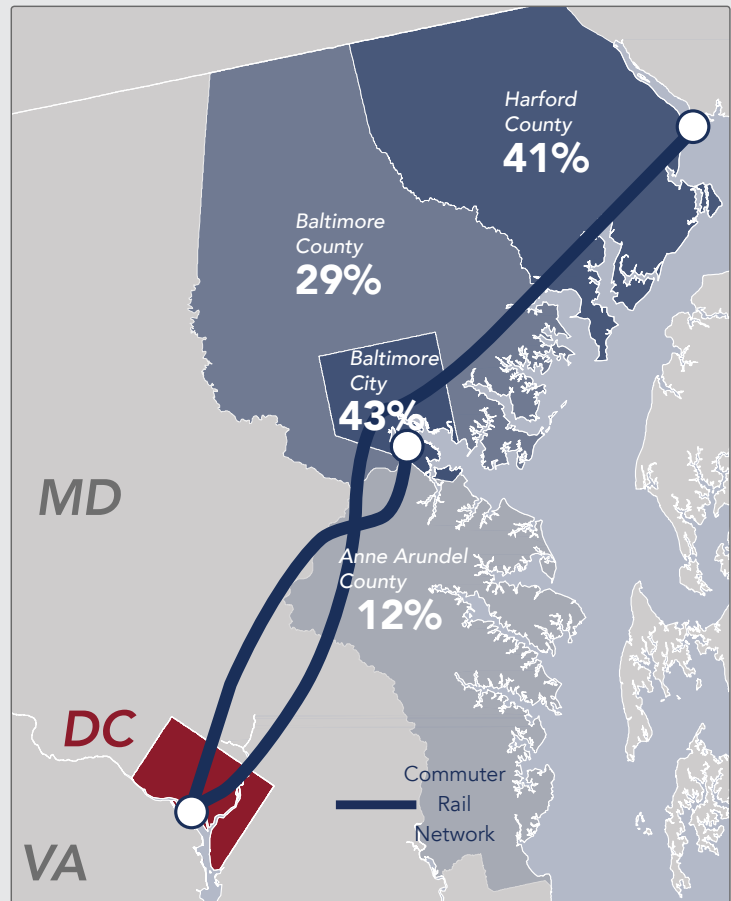 Harford
County
41%
Baltimore
County
29%
Baltimore
City
43%
MD
Anne Arundel
County
12%
DC
Commuter
Rail
Network
VA